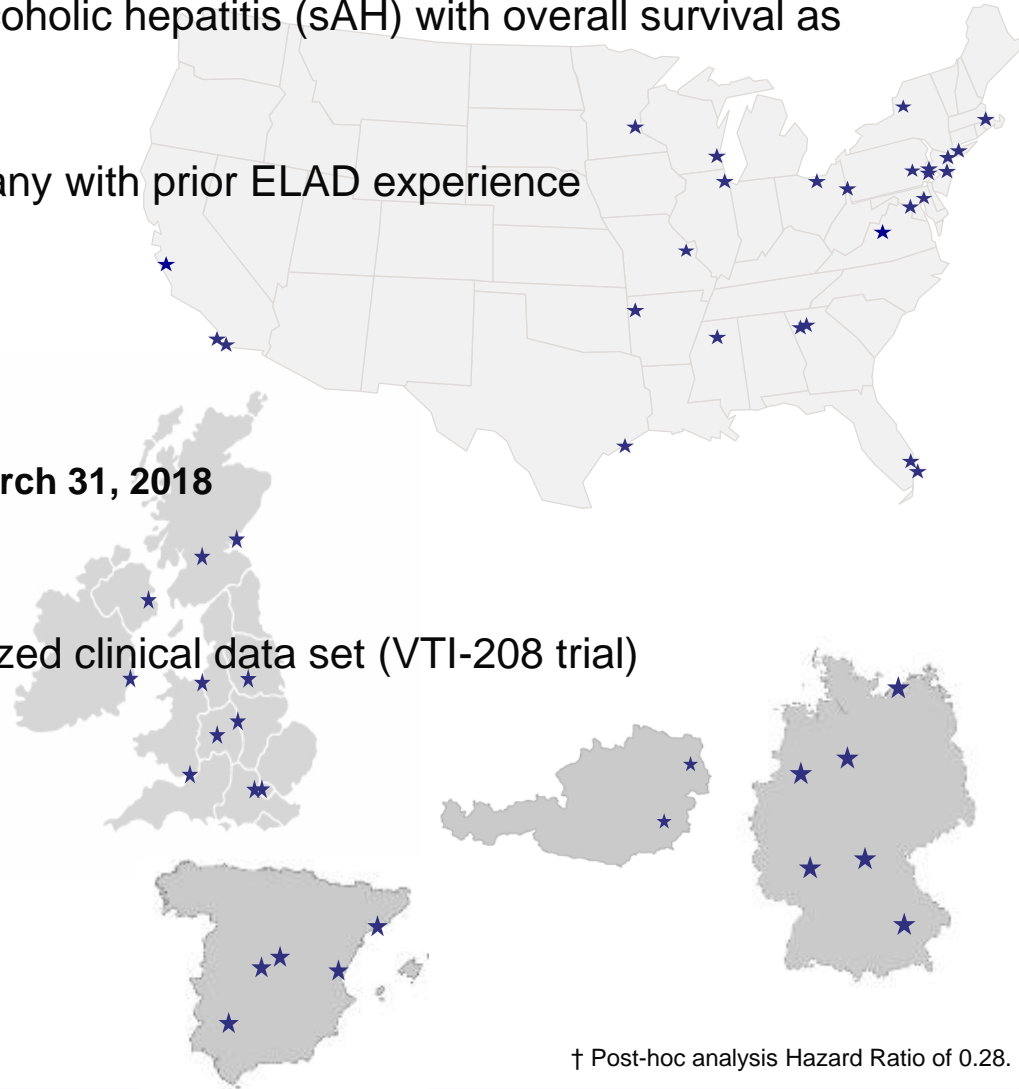 oholic hepatitis (sAH) with overall survival as
any with prior ELAD experience
rch 31, 2018
zed clinical data set (VTI-208 trial)
† Post-hoc analysis Hazard Ratio of 0.28.